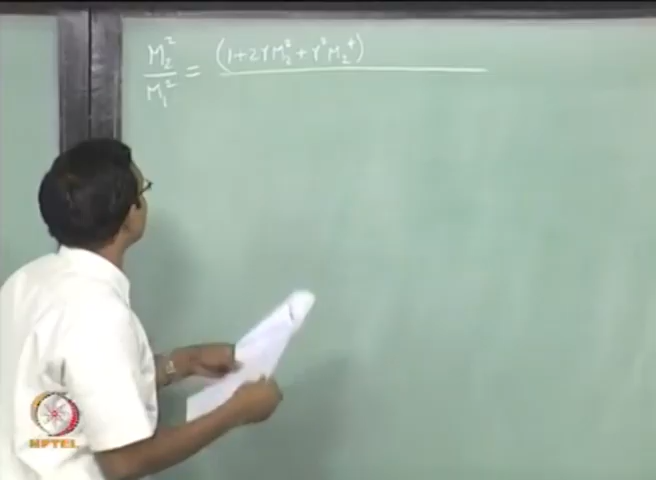 M₂²/M₁² = (1+2γM₂²+γ²M₂⁴)
NPTEL